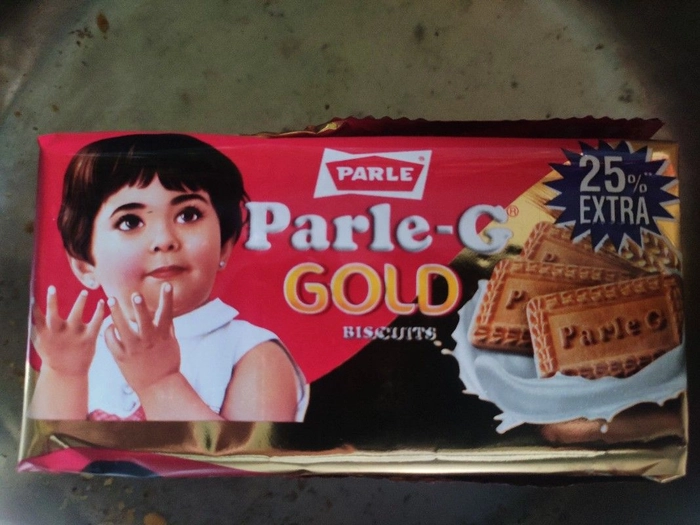 PARLE®
25%
EXTRA
Parle-G®
GOLD
BISCUITS
P
P
Parle G